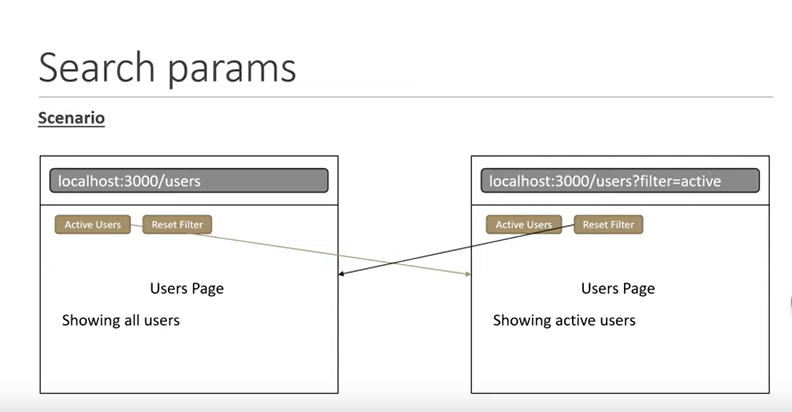 Search params
Scenario
localhost:3000/users
Active Users
Reset Filter
Users Page
Showing all users
localhost:3000/users?filter=active
Active Users
Reset Filter
Users Page
Showing active users